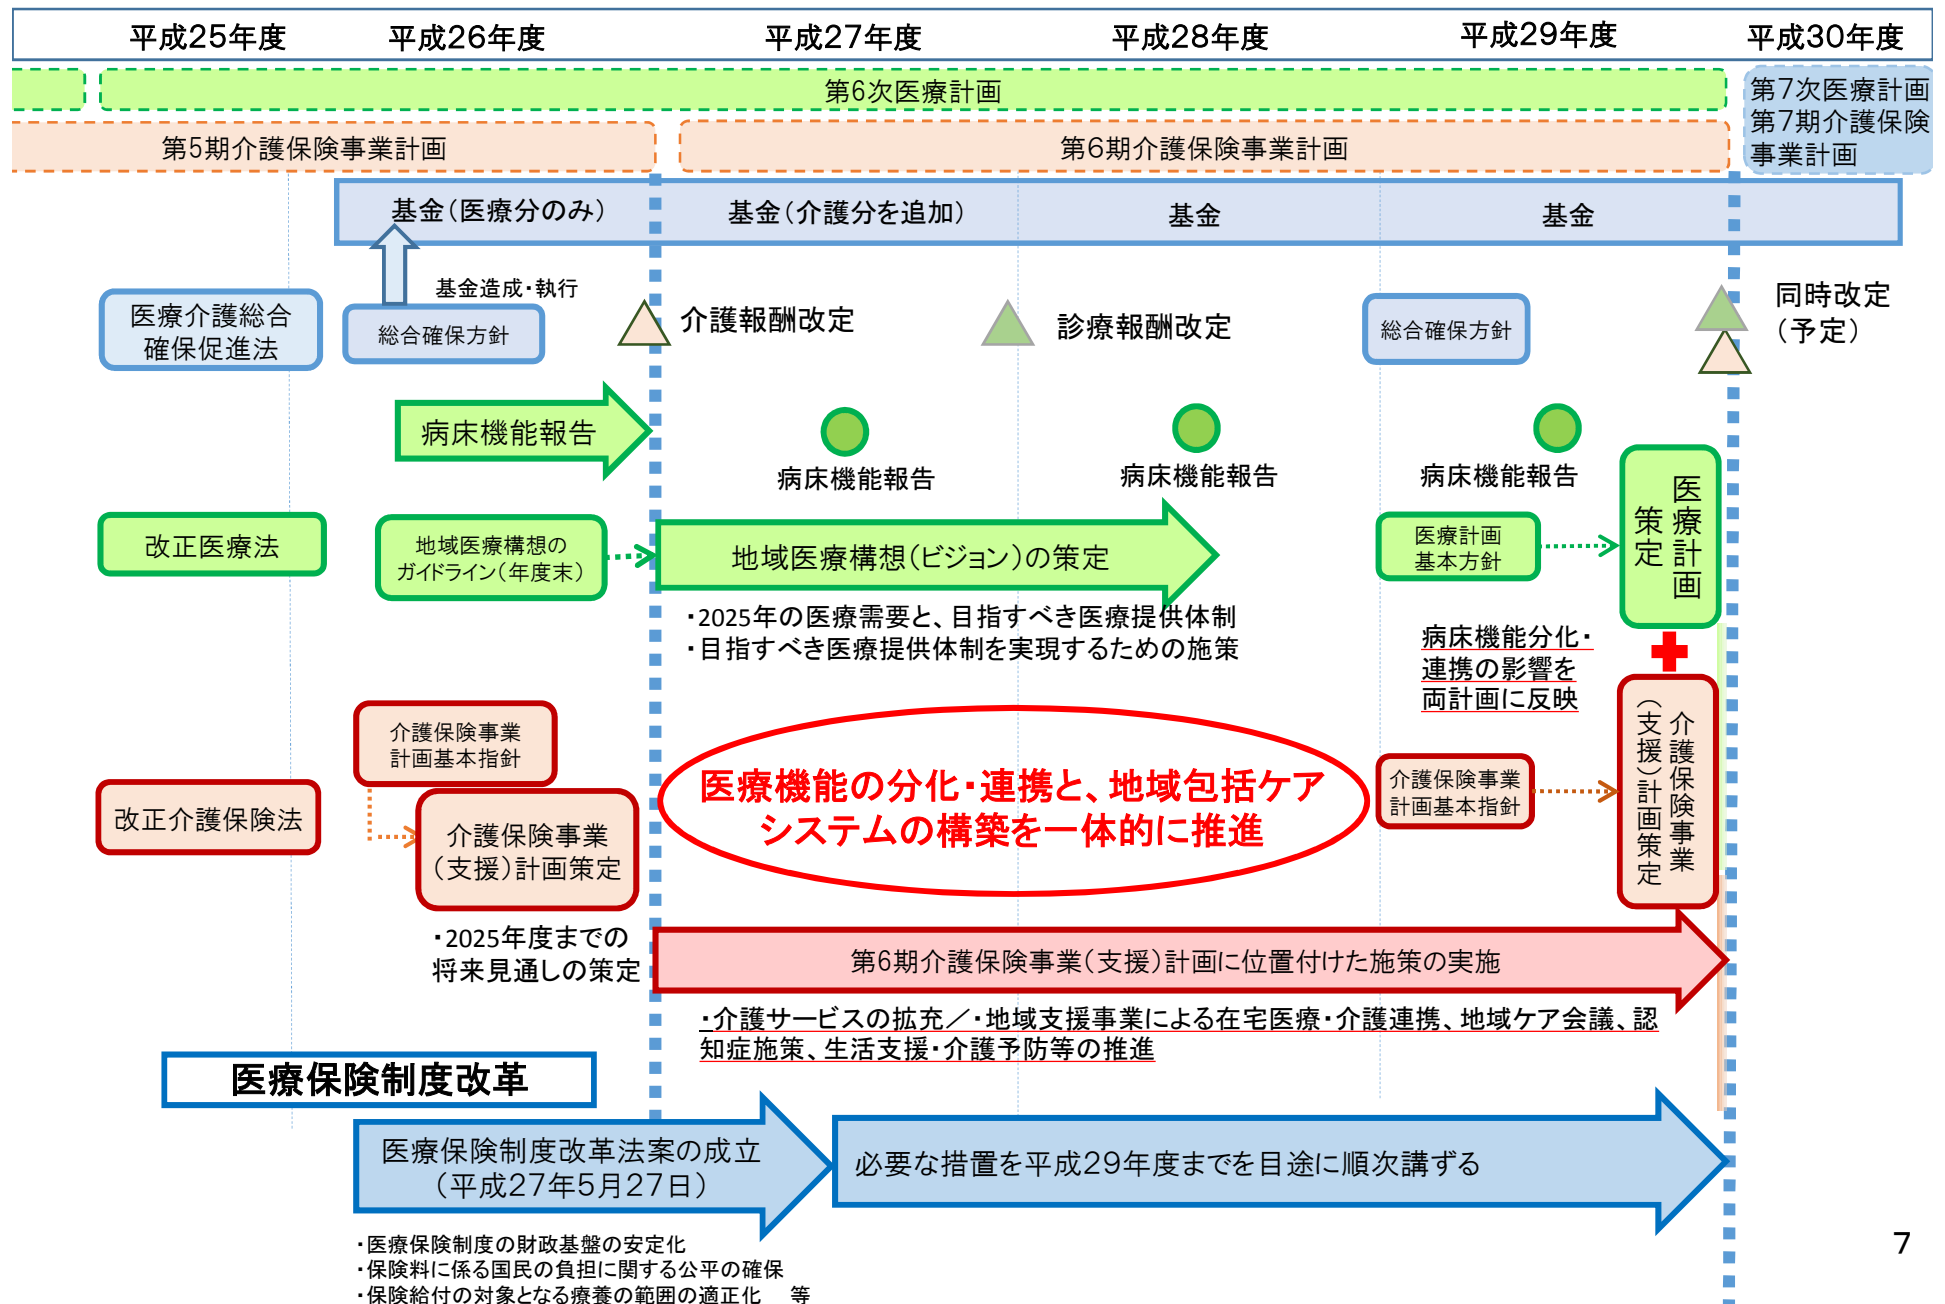 平成25年度
平成26年度
平成27年度
平成28年度
平成29年度
平成30年度
第6次医療計画
第7次医療計画
第7期介護保険
事業計画
第5期介護保険事業計画
第6期介護保険事業計画
基金（医療分のみ）
基金（介護分を追加）
基金
基金
基金造成・執行
医療介護総合
確保促進法
総合確保方針
介護報酬改定
診療報酬改定
総合確保方針
同時改定
（予定）
病床機能報告
病床機能報告
病床機能報告
病床機能報告
改正医療法
地域医療構想の
ガイドライン（年度末）
地域医療構想（ビジョン）の策定
医療計画
基本方針
医療計画
策定
・2025年の医療需要と、目指すべき医療提供体制
・目指すべき医療提供体制を実現するための施策
病床機能分化・
連携の影響を
両計画に反映
介護保険事業
計画基本指針
改正介護保険法
介護保険事業
（支援）計画策定
医療機能の分化・連携と、地域包括ケア
システムの構築を一体的に推進
介護保険事業
計画基本指針
介護保険事業
（支援）計画策定
・2025年度までの
将来見通しの策定
第6期介護保険事業（支援）計画に位置付けた施策の実施
・介護サービスの拡充／・地域支援事業による在宅医療・介護連携、地域ケア会議、認
知症施策、生活支援・介護予防等の推進
医療保険制度改革
医療保険制度改革法案の成立
（平成27年5月27日）
必要な措置を平成29年度までを目途に順次講ずる
・医療保険制度の財政基盤の安定化
・保険料に係る国民の負担に関する公平の確保
・保険給付の対象となる療養の範囲の適正化　等
7